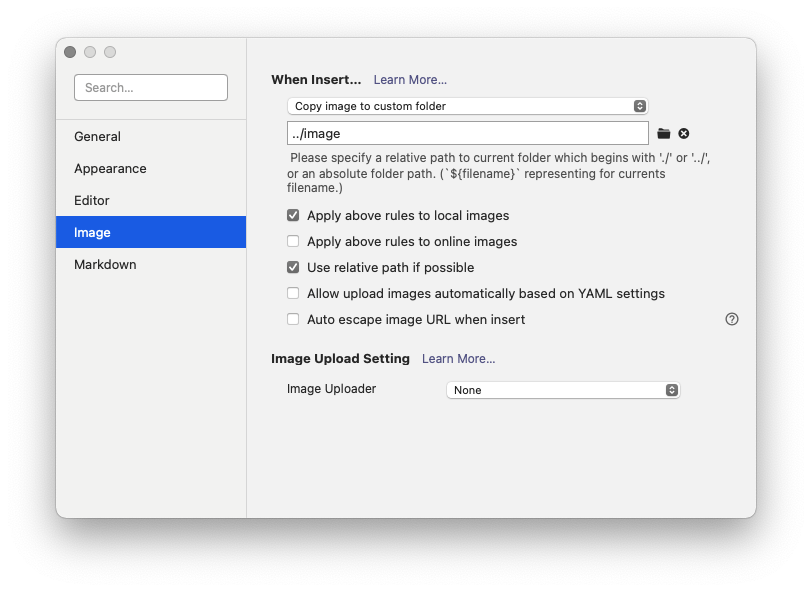 Search...
General
Appearance
Editor
Image
Markdown
When Insert... Learn More...
Copy image to custom folder
../image
Please specify a relative path to current folder which begins with './' or '../',
or an absolute folder path. (`${filename}` representing for currents
filename.)
Apply above rules to local images
Apply above rules to online images
Use relative path if possible
Allow upload images automatically based on YAML settings
Auto escape image URL when insert
Image Upload Setting Learn More...
Image Uploader None